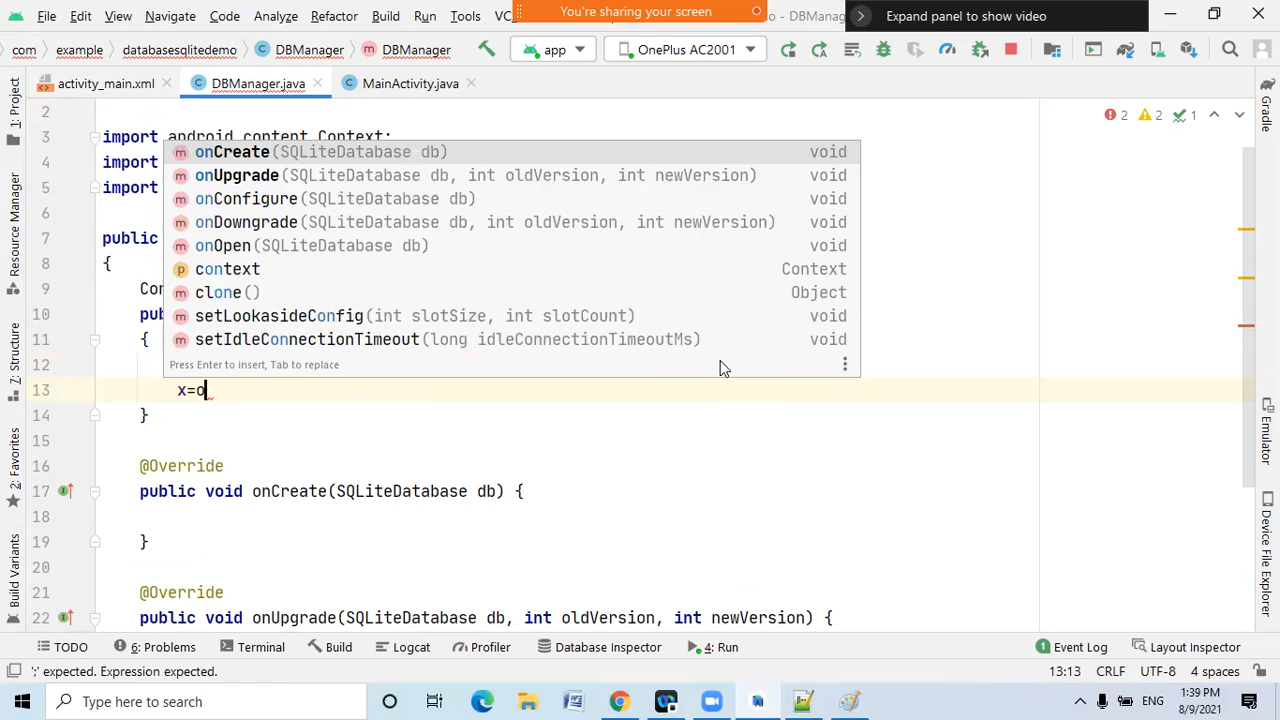 File Edit View Navigate Code Analyze Refactor Build Run Tools VC
You're sharing your screen
- DBManager
Expand panel to show video
com example databasesqlitedemo DBManager DBManager app OnePlus AC2001
activity_main.xml DBManager.java MainActivity.java
2
3 import android.content.Context;
4 import
5 import
6
7 public
8 {
9 Con
10 pub
11 {
12
13 x=o
14 }
15
16 @Override
17 public void onCreate(SQLiteDatabase db) {
18
19 }
20
21 @Override
22 public void onUpgrade(SQLiteDatabase db, int oldVersion, int newVersion) {
onCreate(SQLiteDatabase db) void
onUpgrade(SQLiteDatabase db, int oldVersion, int newVersion) void
onConfigure(SQLiteDatabase db) void
onDowngrade(SQLiteDatabase db, int oldVersion, int newVersion) void
onOpen(SQLiteDatabase db) void
context Context
clone() Object
setLookasideConfig(int slotSize, int slotCount) void
setIdleConnectionTimeout(long idleConnectionTimeoutMs) void
Press Enter to insert, Tab to replace
2 2 1
1: Project
Resource Manager
7: Structure
2: Favorites
Build Variants
Gradle
Emulator
Device File Explorer
TODO 6: Problems Terminal Build Logcat Profiler Database Inspector 4: Run 1 Event Log Layout Inspector
';' expected. Expression expected. 13:13 CRLF UTF-8 4 spaces
Type here to search
ENG
1:39 PM
8/9/2021